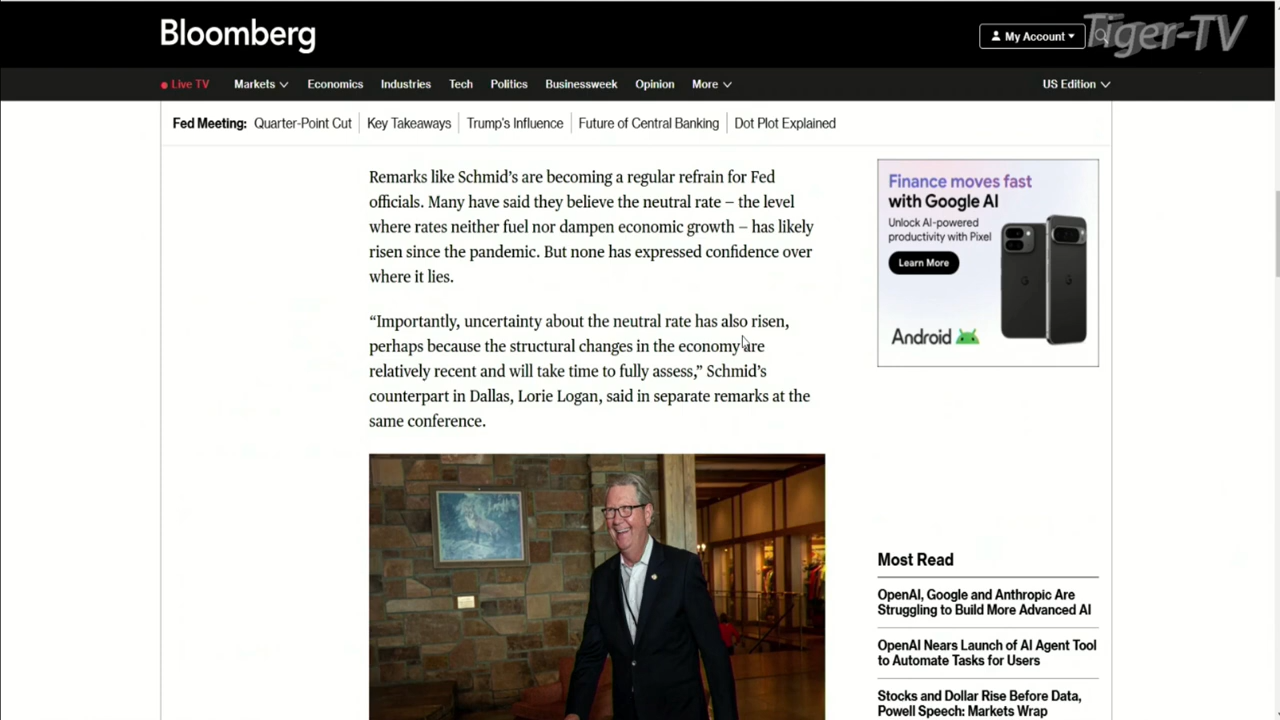 Bloomberg
My Account
Tiger-TV
Live TV
Markets
Economics
Industries
Tech
Politics
Businessweek
Opinion
More
US Edition
Fed Meeting:
Quarter-Point Cut
Key Takeaways
Trump's Influence
Future of Central Banking
Dot Plot Explained
Remarks like Schmid's are becoming a regular refrain for Fed
officials. Many have said they believe the neutral rate – the level
where rates neither fuel nor dampen economic growth – has likely
risen since the pandemic. But none has expressed confidence over
where it lies.
“Importantly, uncertainty about the neutral rate has also risen,
perhaps because the structural changes in the economy are
relatively recent and will take time to fully assess,” Schmid's
counterpart in Dallas, Lorie Logan, said in separate remarks at the
same conference.
Finance moves fast
with Google AI
Unlock AI-powered
productivity with Pixel
Learn More
Android
Most Read
OpenAI, Google and Anthropic Are
Struggling to Build More Advanced AI
OpenAI Nears Launch of AI Agent Tool
to Automate Tasks for Users
Stocks and Dollar Rise Before Data,
Powell Speech: Markets Wrap